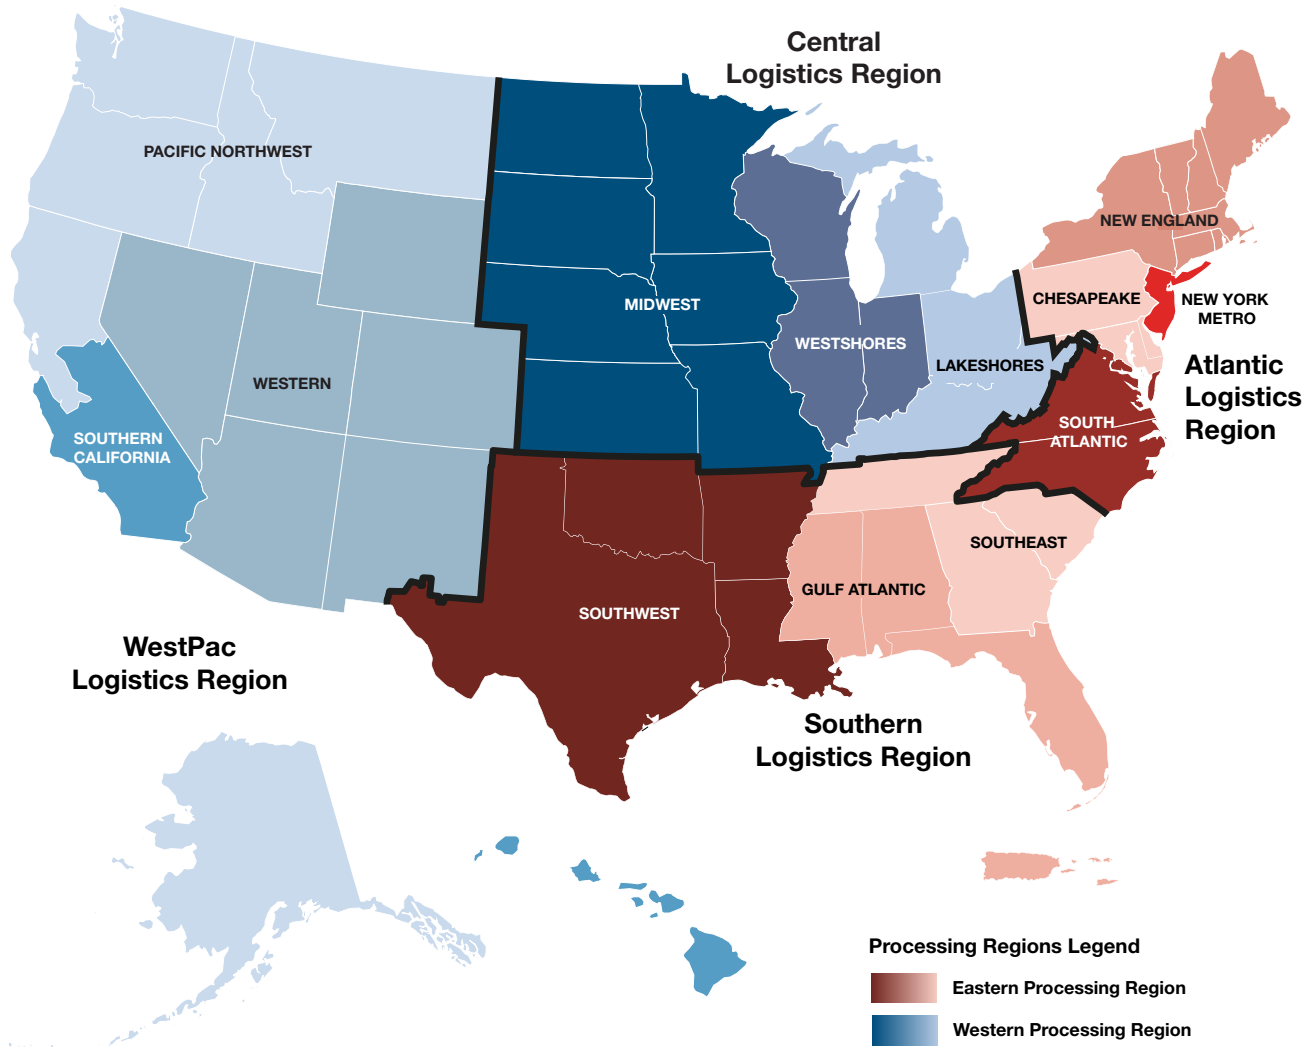 Central
Logistics Region
PACIFIC NORTHWEST
NEW ENGLAND
MIDWEST
CHESAPEAKE
NEW YORK
METRO
WESTSHORES
LAKESHORES
WESTERN
Atlantic
Logistics
Region
SOUTHERN
CALIFORNIA
SOUTH
ATLANTIC
SOUTHEAST
GULF ATLANTIC
SOUTHWEST
WestPac
Logistics Region
Southern
Logistics Region
Processing Regions Legend
Eastern Processing Region
Western Processing Region